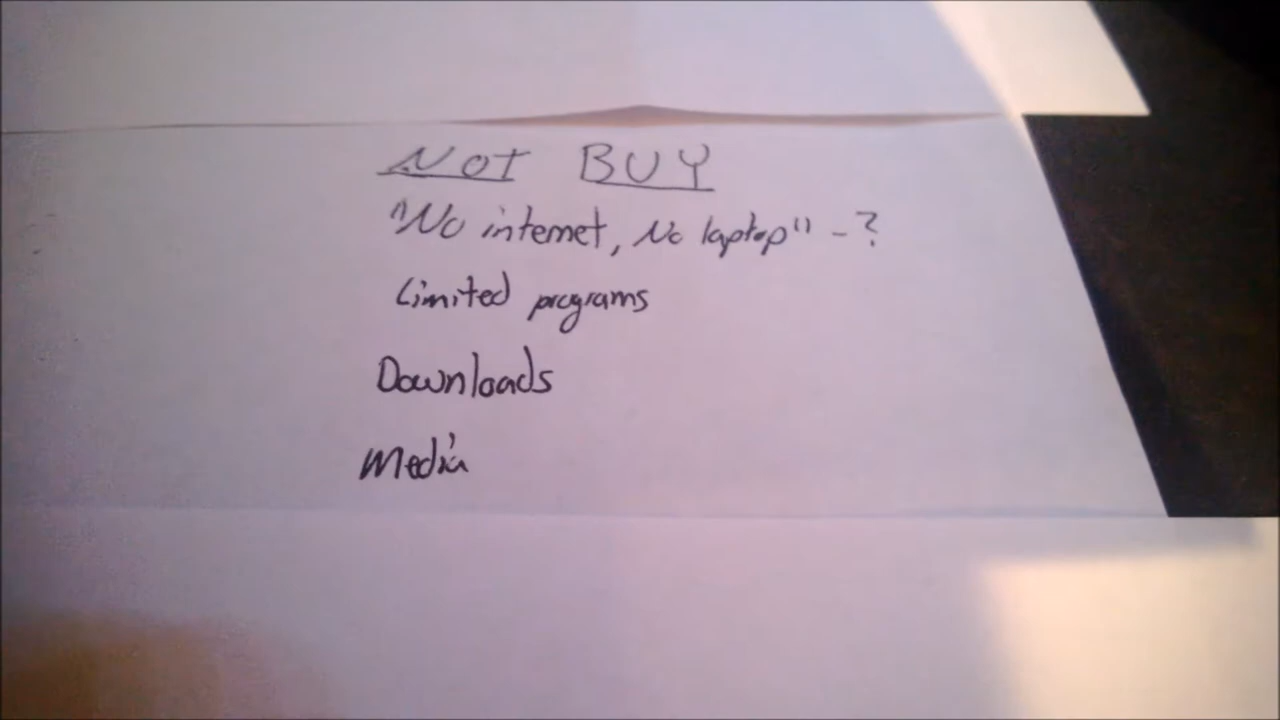 NOT BUY
"No internet, No laptop" - ?
Limited programs
Downloads
Media